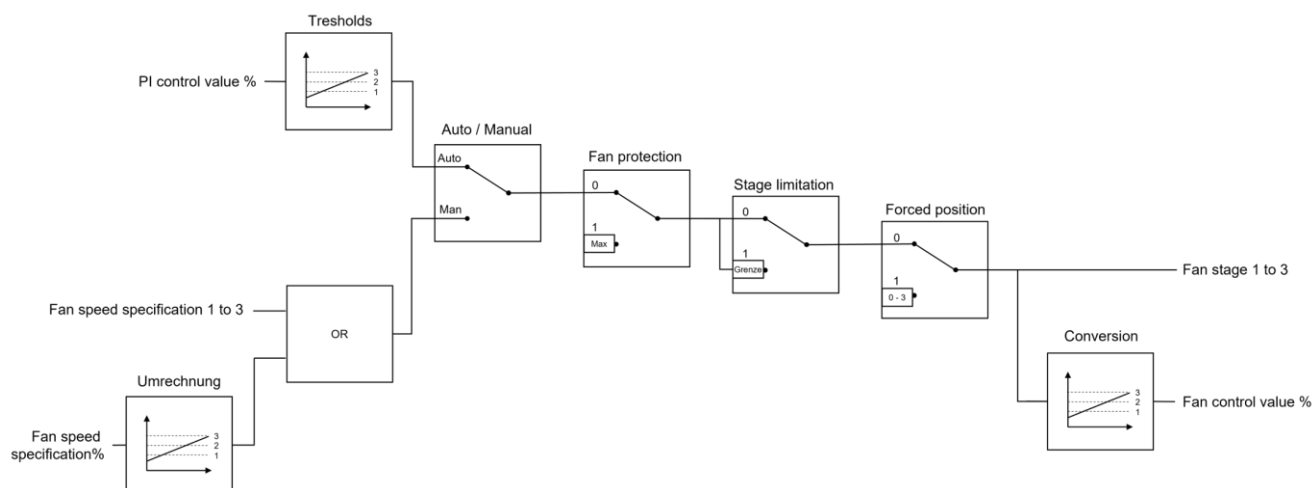 Tresholds
3
2
1
PI control value %
Auto / Manual
Auto
Man
Fan protection
0
1
Max
Stage limitation
0
1
Grenze
Forced position
0
1
0 - 3
Fan stage 1 to 3
Fan speed specification 1 to 3
OR
Conversion
3
2
1
Fan control value %
Umrechnung
3
2
1
Fan speed
specification%